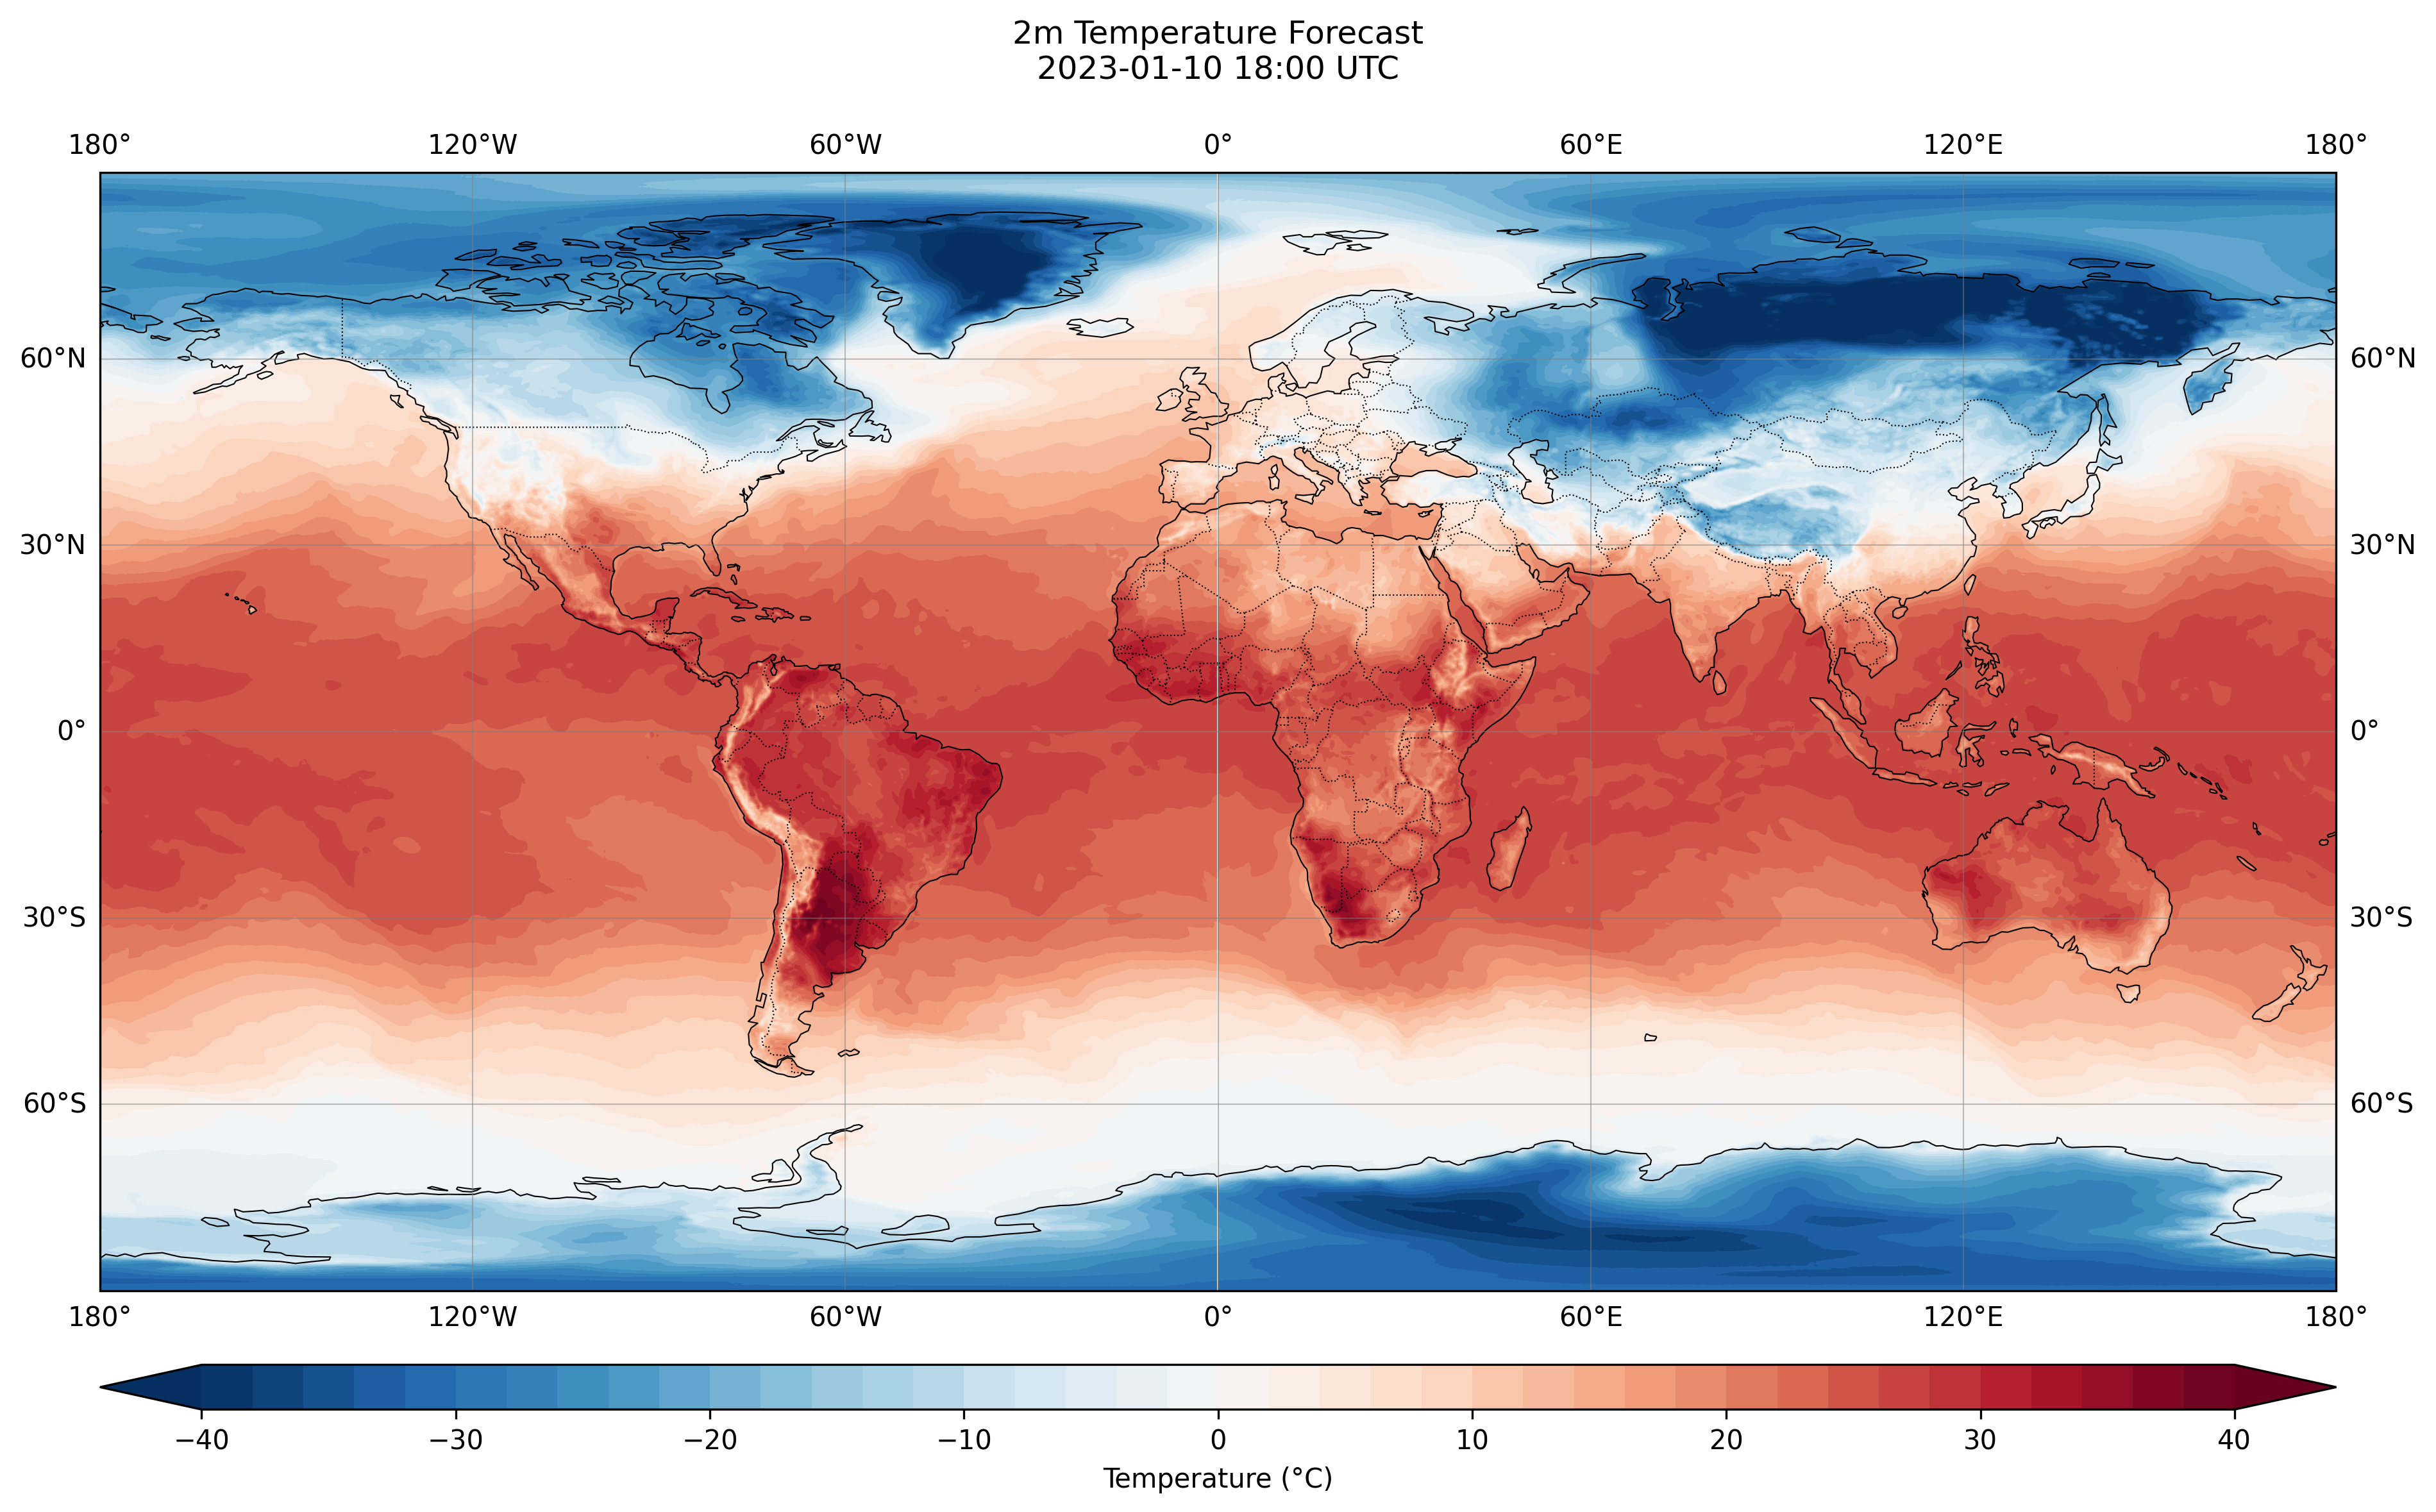 2m Temperature Forecast
2023-01-10 18:00 UTC
180° 120°W 60°W 0° 60°E 120°E 180°
60°N 60°N
30°N 30°N
0° 0°
30°S 30°S
60°S 60°S
180° 120°W 60°W 0° 60°E 120°E 180°
−40 −30 −20 −10 0 10 20 30 40
Temperature (°C)